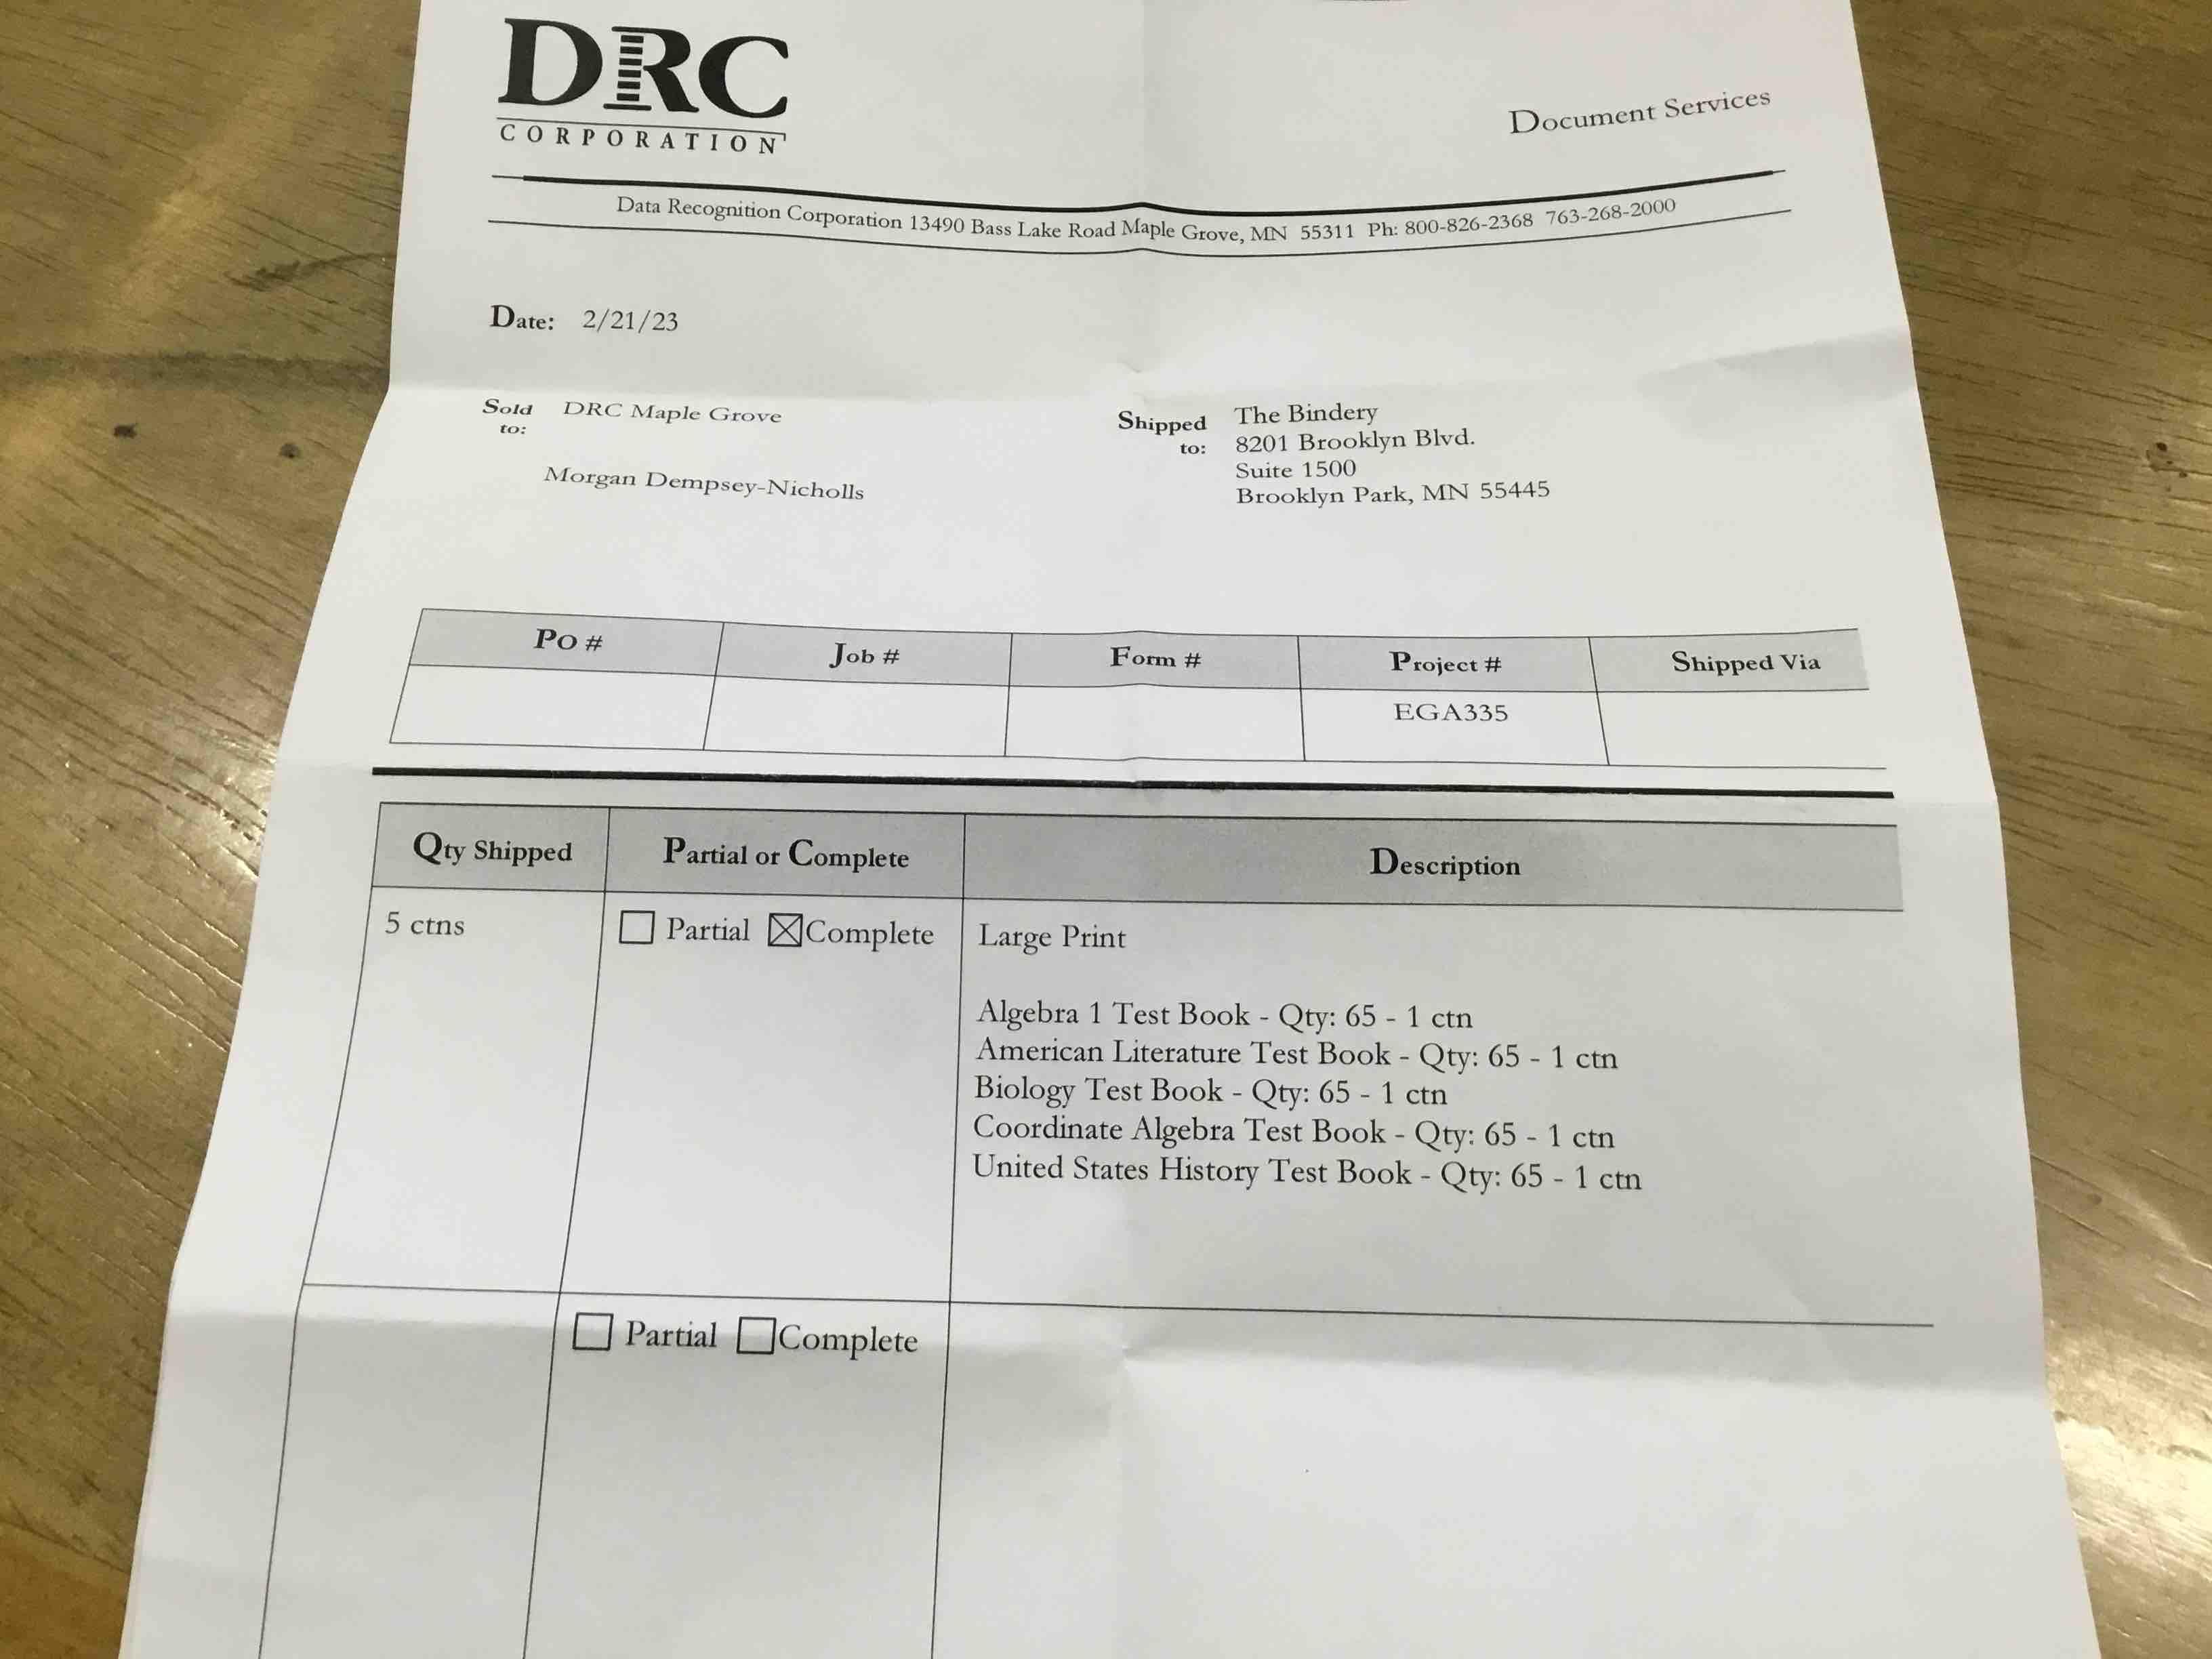 DRC
CORPORATION
Document Services
Data Recognition Corporation 13490 Bass Lake Road Maple Grove, MN 55311 Ph: 800-826-2368 763-268-2000
Date: 2/21/23
Sold to: DRC Maple Grove
Morgan Dempsey-Nicholls
Shipped to: The Bindery
8201 Brooklyn Blvd.
Suite 1500
Brooklyn Park, MN 55445
PO # Job # Form # Project # Shipped Via
EGA335
Qty Shipped Partial or Complete Description
5 ctns ☐ Partial ☒Complete Large Print
Algebra 1 Test Book - Qty: 65 - 1 ctn
American Literature Test Book - Qty: 65 - 1 ctn
Biology Test Book - Qty: 65 - 1 ctn
Coordinate Algebra Test Book - Qty: 65 - 1 ctn
United States History Test Book - Qty: 65 - 1 ctn
☐ Partial ☐Complete